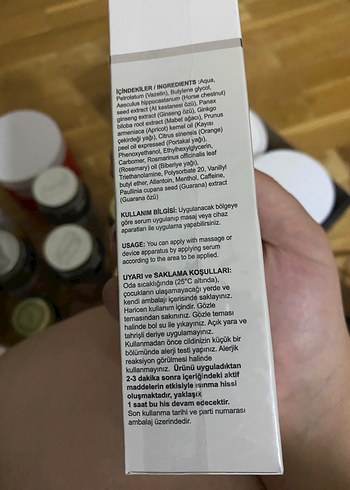 İÇİNDEKİLER / INGREDIENTS :Aqua,
Petrolatum (Vazelin), Butylene glycol,
Aesculus hippocastanum (Horse chestnut)
seed extract (At kestanesi özü), Panax
ginseng extract (Ginseng özü), Ginkgo
biloba root extract (Mabet ağacı), Prunus
armeniaca (Apricot) kernel oil (Kayısı
çekirdeği yağı), Citrus sinensis (Orange)
peel oil expressed (Portakal yağı),
Phenoxyethanol, Ethylhexylglycerin,
Carbomer, Rosmarinus officinalis leaf
(Rosemary) oil (Biberiye yağı),
Triethanolamine, Polysorbate 20, Vanillyl
butyl ether, Allantoin, Menthol, Caffeine,
Paullinia cupana seed (Guarana) extract
(Guarana özü)
KULLANIM BİLGİSİ: Uygulanacak bölgeye
göre serum uygulanıp masaj veya cihaz
aparatları ile uygulama yapabilirsiniz.
USAGE: You can apply with massage or
device apparatus by applying serum
according to the area to be applied.
UYARI ve SAKLAMA KOŞULLARI:
Oda sıcaklığında (25°C altında),
çocukların ulaşamayacağı yerde ve
kendi ambalajı içerisinde saklayınız.
Haricen kullanım içindir. Gözle
temasından sakınınız. Gözle teması
halinde bol su ile yıkayınız. Açık yara ve
tahrişli deriye uygulamayınız.
Kullanmadan önce cildinizin küçük bir
bölümünde alerji testi yapınız. Alerjik
reaksiyon görülmesi halinde
kullanmayınız. Ürünü uyguladıktan
2-3 dakika sonra içeriğindeki aktif
maddelerin etkisiyle ısınma hissi
oluşmaktadır, yaklaşık
1 saat bu his devam edecektir.
Son kullanma tarihi ve parti numarası
ambalaj üzerindedir.